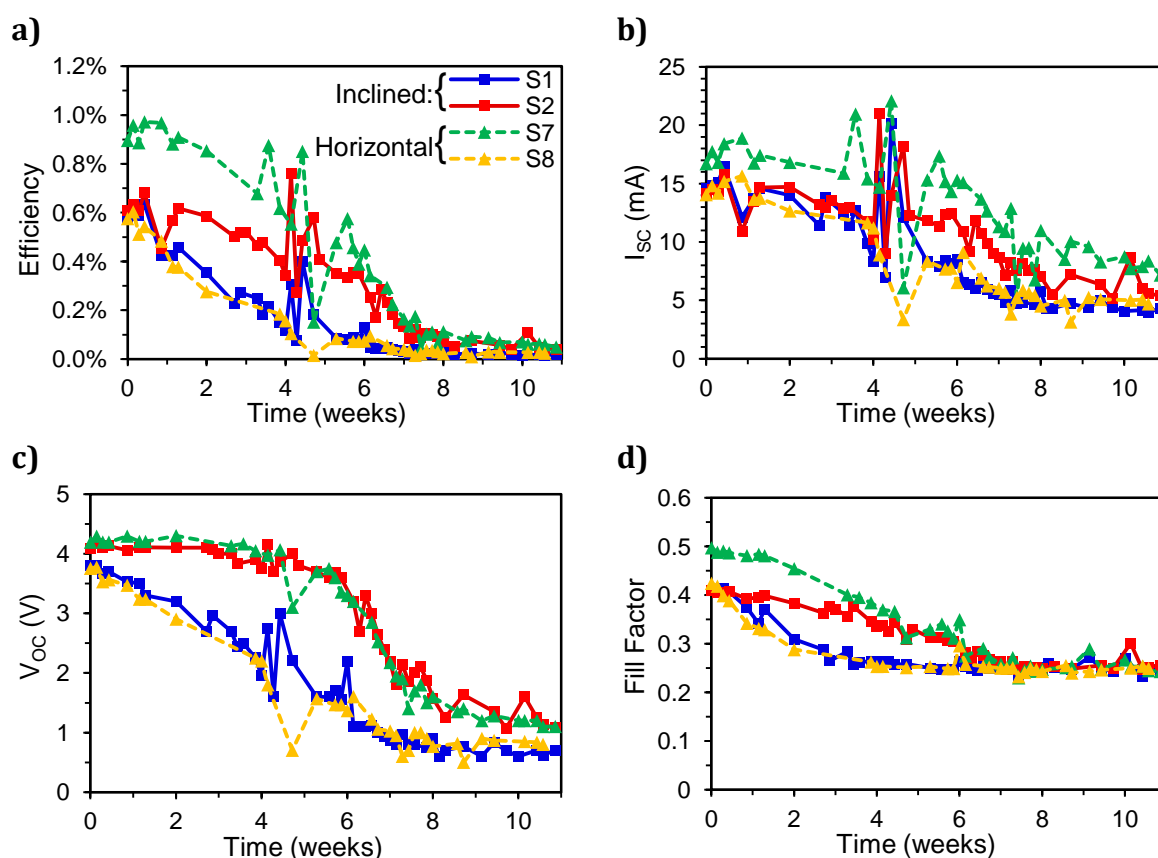 a)
1.2%
1.0%
0.8%
0.6%
0.4%
0.2%
0.0%
Efficiency
0 2 4 6 8 10
Time (weeks)
Inclined:{ S1
S2
Horizontal{ S7
S8
b)
25
20
15
10
5
0
I_SC (mA)
0 2 4 6 8 10
Time (weeks)
c)
5
4
3
2
1
0
V_OC (V)
0 2 4 6 8 10
Time (weeks)
d)
0.6
0.5
0.4
0.3
0.2
0.1
0.0
Fill Factor
0 2 4 6 8 10
Time (weeks)